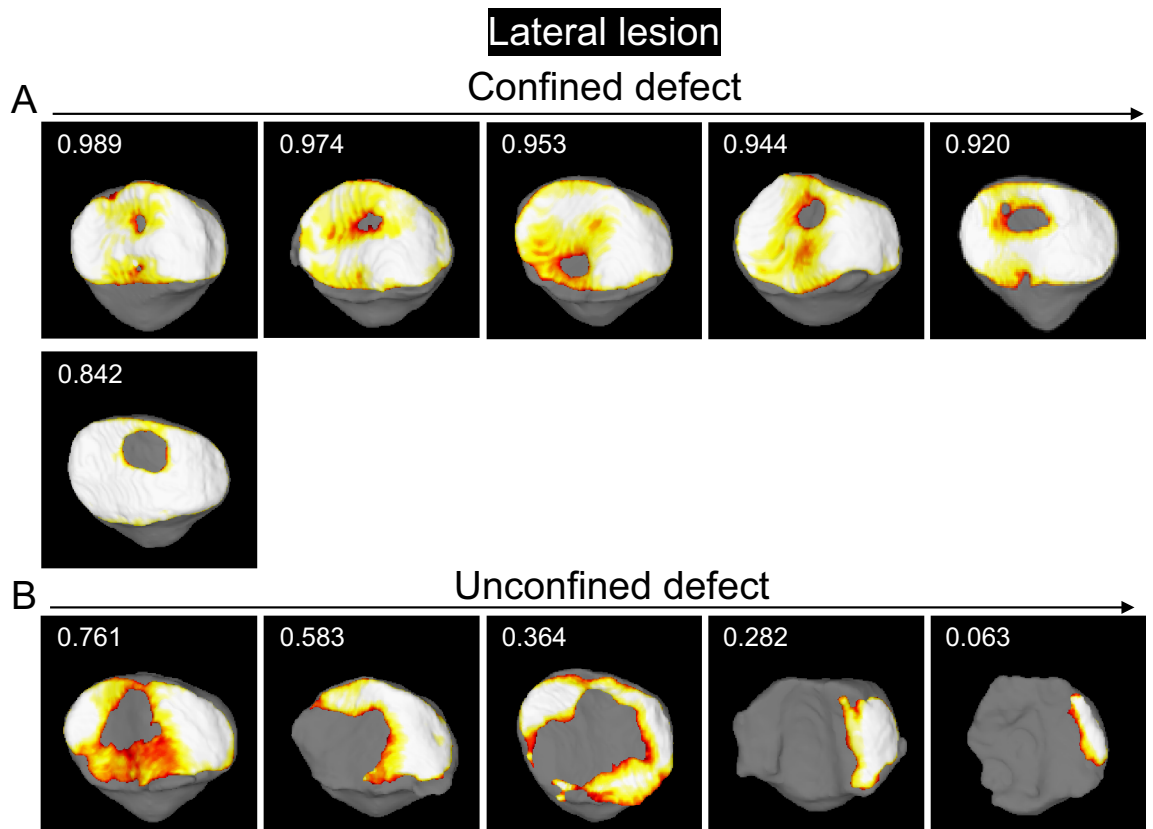 Lateral lesion
A
Confined defect
0.989
0.974
0.953
0.944
0.920
0.842
B
Unconfined defect
0.761
0.583
0.364
0.282
0.063